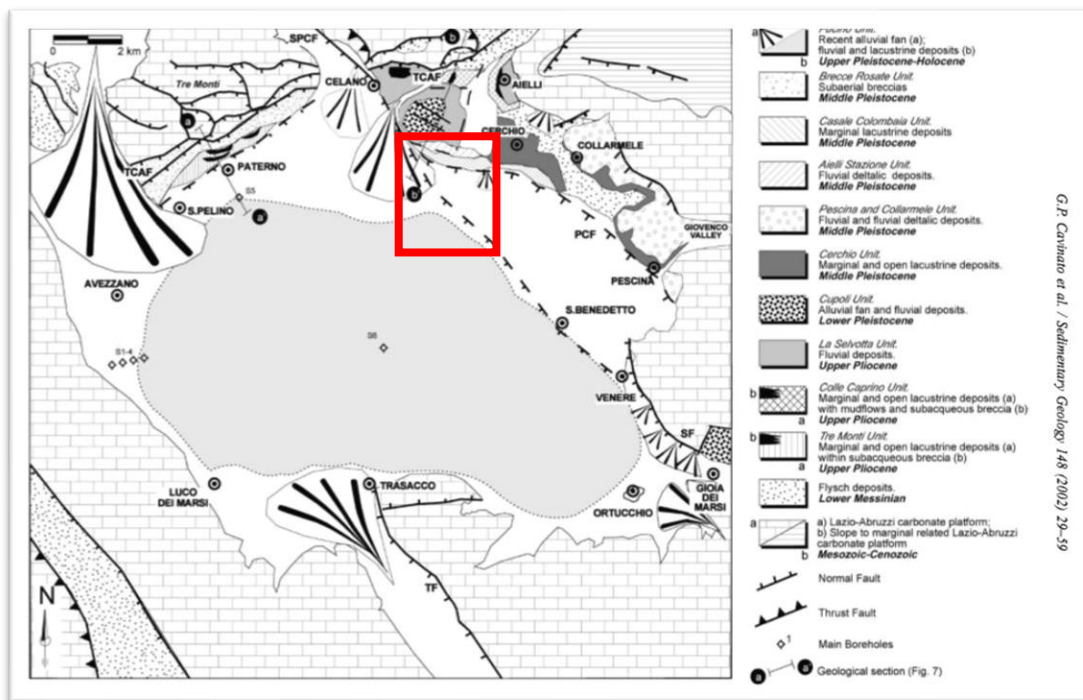 0 2 km
SPCF
b
Tre Monti
CELANO
TCAF
AIELLI
a
CERCHIO
COLLARMELE
PATERNO
TCAF
S5
b
S.PELINO
a
PCF
GIOVENCO
VALLEY
AVEZZANO
PESCINA
S.BENEDETTO
S6
S1-4
VENERE
SF
LUCO
DEI MARSI
TRASACCO
GIOIA
DEI
MARSI
ORTUCCHIO
TF
N
a
Fucino Unit.
Recent alluvial fan (a);
fluvial and lacustrine deposits (b)
b
Upper Pleistocene-Holocene
Brecce Rosate Unit.
Subaerial breccias
Middle Pleistocene
Casale Colombaia Unit.
Marginal lacustrine deposits
Middle Pleistocene
Aielli Stazione Unit.
Fluvial deltalic deposits.
Middle Pleistocene
Pescina and Collarmele Unit.
Fluvial and fluvial deltalic deposits.
Middle Pleistocene
Cerchio Unit.
Marginal and open lacustrine deposits.
Middle Pleistocene
Cupoli Unit.
Alluvial fan and fluvial deposits.
Lower Pleistocene
La Selvotta Unit.
Fluvial deposits.
Upper Pliocene
Colle Caprino Unit.
b
Marginal and open lacustrine deposits (a)
with mudflows and subacqueous breccia (b)
a
Upper Pliocene
b
Tre Monti Unit.
Marginal and open lacustrine deposits (a)
within subacqueous breccia (b)
a
Upper Pliocene
Flysch deposits.
Lower Messinian
a
a) Lazio-Abruzzi carbonate platform;
b) Slope to marginal related Lazio-Abruzzi
carbonate platform
b
Mesozoic-Cenozoic
Normal Fault
Thrust Fault
1
Main Boreholes
a a
Geological section (Fig. 7)
G.P. Cavinato et al. / Sedimentary Geology 148 (2002) 29–59